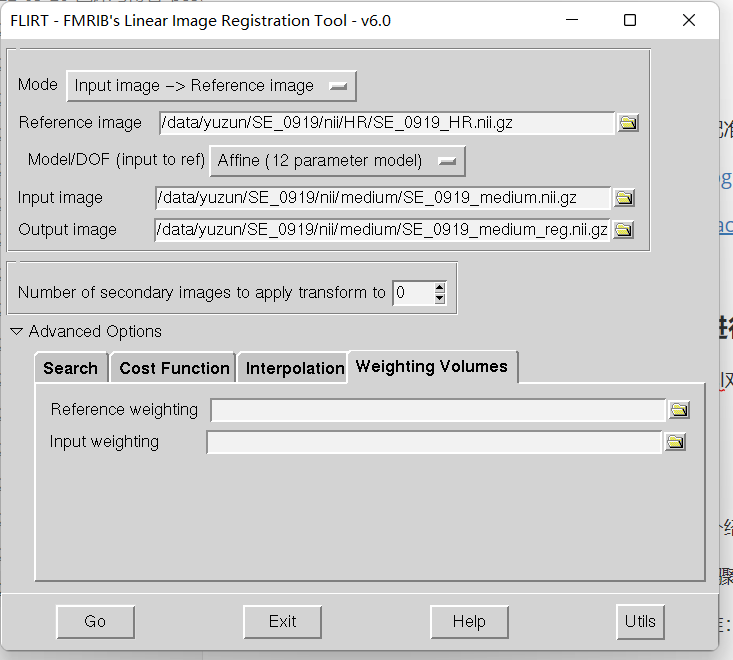 FLIRT - FMRIB's Linear Image Registration Tool - v6.0
Mode Input image -> Reference image
Reference image /data/yuzun/SE_0919/nii/HR/SE_0919_HR.nii.gz
Model/DOF (input to ref) Affine (12 parameter model)
Input image /data/yuzun/SE_0919/nii/medium/SE_0919_medium.nii.gz
Output image /data/yuzun/SE_0919/nii/medium/SE_0919_medium_reg.nii.gz
Number of secondary images to apply transform to 0
Advanced Options
Search Cost Function Interpolation Weighting Volumes
Reference weighting
Input weighting
Go Exit Help Utils